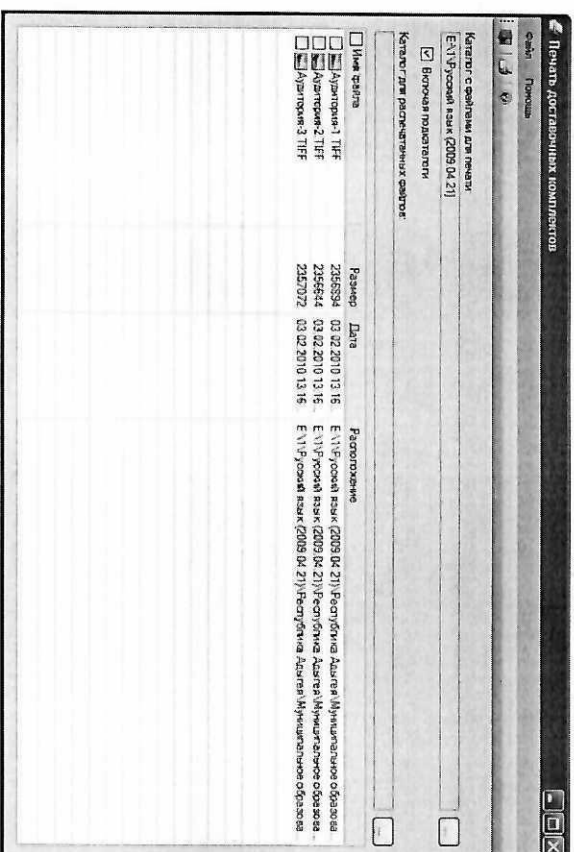 Печать доставочных комплектов
Файл Помощь
Каталог с файлами для печати:
E:\1\Русский язык (2009.04.21)
Включая подкаталоги
Каталог для распечатанных файлов:
Имя файла Размер Дата Расположение
Аудитория-1.TIFF 2356894 03.02.2010 13:16... E:\1\Русский язык (2009.04.21)\Республика Адыгея\Муниципальное образова...
Аудитория-2.TIFF 2356644 03.02.2010 13:16... E:\1\Русский язык (2009.04.21)\Республика Адыгея\Муниципальное образова...
Аудитория-3.TIFF 2357072 03.02.2010 13:16... E:\1\Русский язык (2009.04.21)\Республика Адыгея\Муниципальное образова...